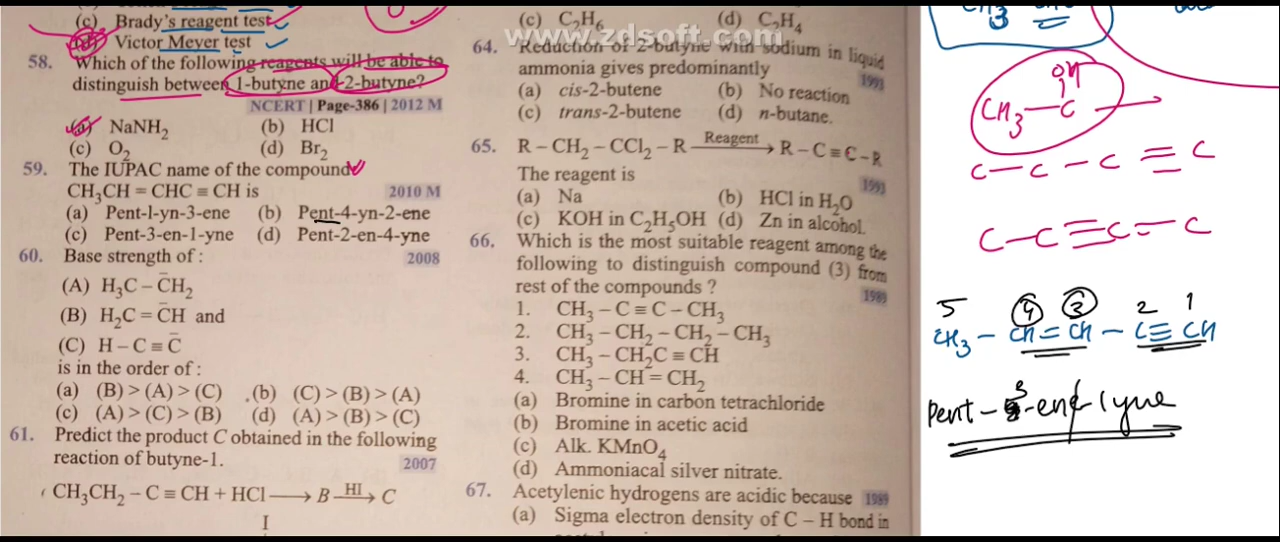 (c) Brady's reagent test
(d) Victor Meyer test
58. Which of the following reagents will be able to
distinguish between 1-butyne and 2-butyne?
NCERT | Page-386 | 2012 M
(a) NaNH₂ (b) HCl
(c) O₂ (d) Br₂
59. The IUPAC name of the compound
CH₃CH = CHC ≡ CH is 2010 M
(a) Pent-l-yn-3-ene (b) Pent-4-yn-2-ene
(c) Pent-3-en-1-yne (d) Pent-2-en-4-yne
60. Base strength of : 2008
(A) H₃C – C̄H₂
(B) H₂C = C̄H and
(C) H – C ≡ C̄
is in the order of :
(a) (B) > (A) > (C) (b) (C) > (B) > (A)
(c) (A) > (C) > (B) (d) (A) > (B) > (C)
61. Predict the product C obtained in the following
reaction of butyne-1. 2007
CH₃CH₂ – C ≡ CH + HCl ⟶ B –HI→ C
I
(c) C₂H₆ (d) C₂H₄
www.zdsoft.com
64. Reduction of 2-butyne with sodium in liquid
ammonia gives predominantly 1993
(a) cis-2-butene (b) No reaction
(c) trans-2-butene (d) n-butane.
65. R – CH₂ – CCl₂ – R –Reagent→ R – C ≡ C – R
The reagent is 1993
(a) Na (b) HCl in H₂O
(c) KOH in C₂H₅OH (d) Zn in alcohol.
66. Which is the most suitable reagent among the
following to distinguish compound (3) from
rest of the compounds ? 1989
1. CH₃ – C ≡ C – CH₃
2. CH₃ – CH₂ – CH₂ – CH₃
3. CH₃ – CH₂C ≡ CH
4. CH₃ – CH = CH₂
(a) Bromine in carbon tetrachloride
(b) Bromine in acetic acid
(c) Alk. KMnO₄
(d) Ammoniacal silver nitrate.
67. Acetylenic hydrogens are acidic because 1989
(a) Sigma electron density of C – H bond in
OH
CH₃ – C –
C – C – C ≡ C
C – C ≡ C – C
5 4 3 2 1
CH₃ – CH = CH – C ≡ CH
Pent – 3 – en – 1 yne